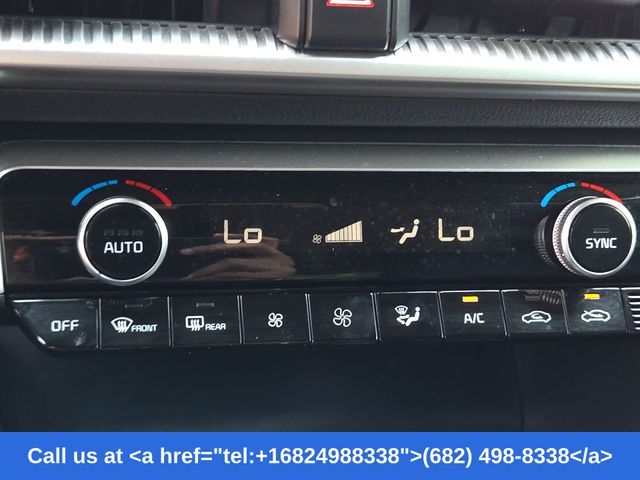 AUTO Lo Lo SYNC
OFF FRONT REAR A/C
Call us at <a href="tel:+16824988338">(682) 498-8338</a>